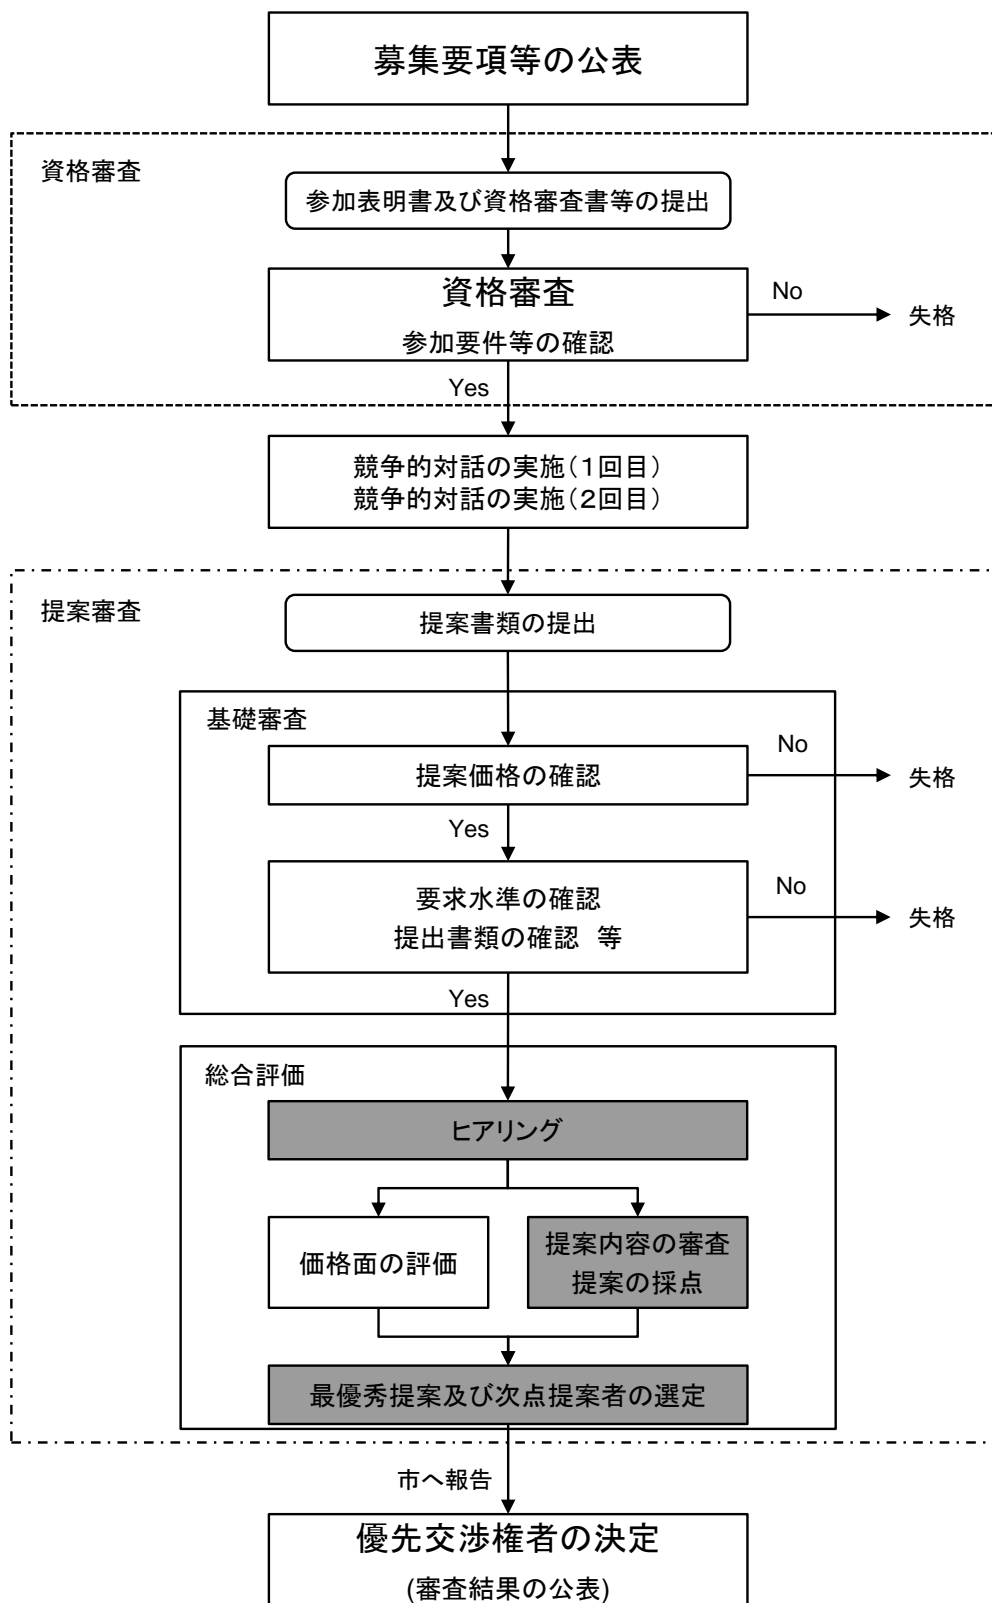 募集要項等の公表
資格審査
参加表明書及び資格審査書等の提出
資格審査
参加要件等の確認
No
失格
Yes
競争的対話の実施（１回目）
競争的対話の実施（２回目）
提案審査
提案書類の提出
基礎審査
提案価格の確認
No
失格
Yes
要求水準の確認
提出書類の確認　等
No
失格
Yes
総合評価
ヒアリング
価格面の評価
提案内容の審査
提案の採点
最優秀提案及び次点提案者の選定
市へ報告
優先交渉権者の決定
(審査結果の公表)